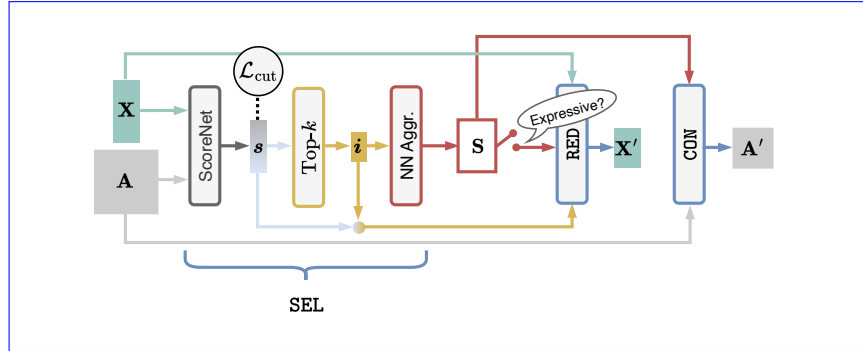 ℒcut
X
A
ScoreNet
s
Top-k
i
NN Aggr.
S
Expressive?
RED
X′
CON
A′
SEL